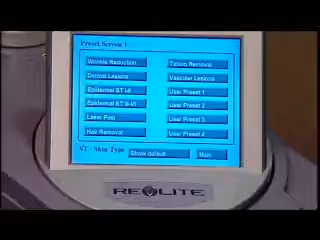 Preset Screen 1
Wrinkle Reduction
Tattoo Removal
Dermal Lesions
Vascular Lesions
Epidermal ST I-II
User Preset 1
Epidermal ST III-VI
User Preset 2
Laser Peel
User Preset 3
Hair Removal
User Preset 4
ST - Skin Type
Show default
Main
REVLITE